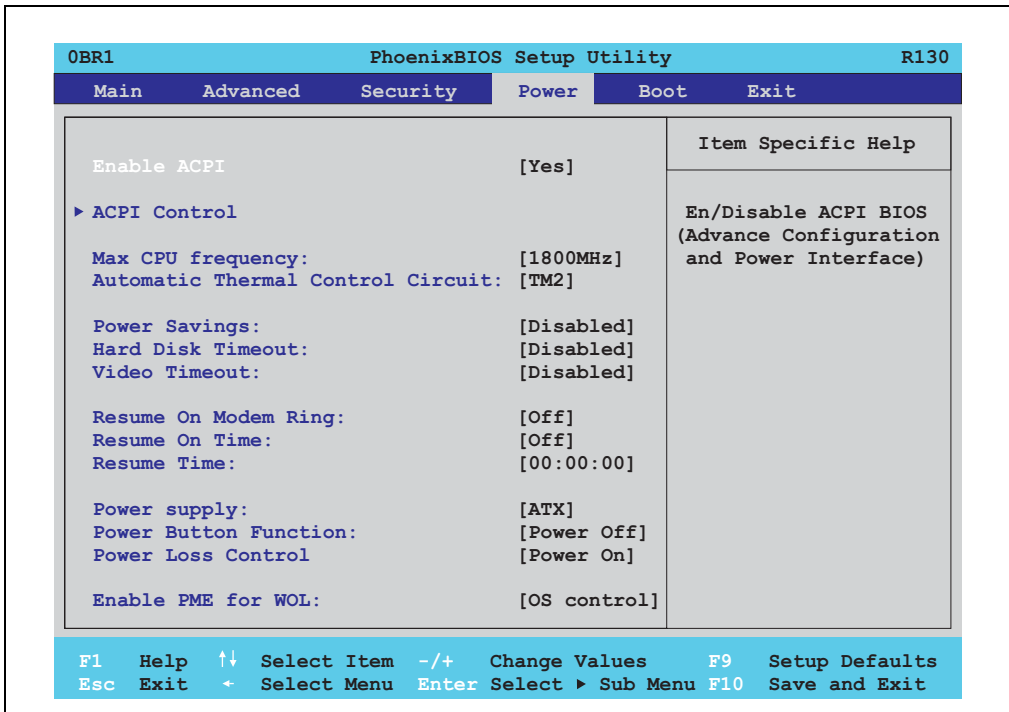 0BR1 PhoenixBIOS Setup Utility R130
Main Advanced Security Power Boot Exit
Item Specific Help
Enable ACPI [Yes]
▶ ACPI Control
En/Disable ACPI BIOS
(Advance Configuration
and Power Interface)
Max CPU frequency: [1800MHz]
Automatic Thermal Control Circuit: [TM2]
Power Savings: [Disabled]
Hard Disk Timeout: [Disabled]
Video Timeout: [Disabled]
Resume On Modem Ring: [Off]
Resume On Time: [Off]
Resume Time: [00:00:00]
Power supply: [ATX]
Power Button Function: [Power Off]
Power Loss Control [Power On]
Enable PME for WOL: [OS control]
F1 Help ↑↓ Select Item -/+ Change Values F9 Setup Defaults
Esc Exit ← Select Menu Enter Select ▶ Sub Menu F10 Save and Exit